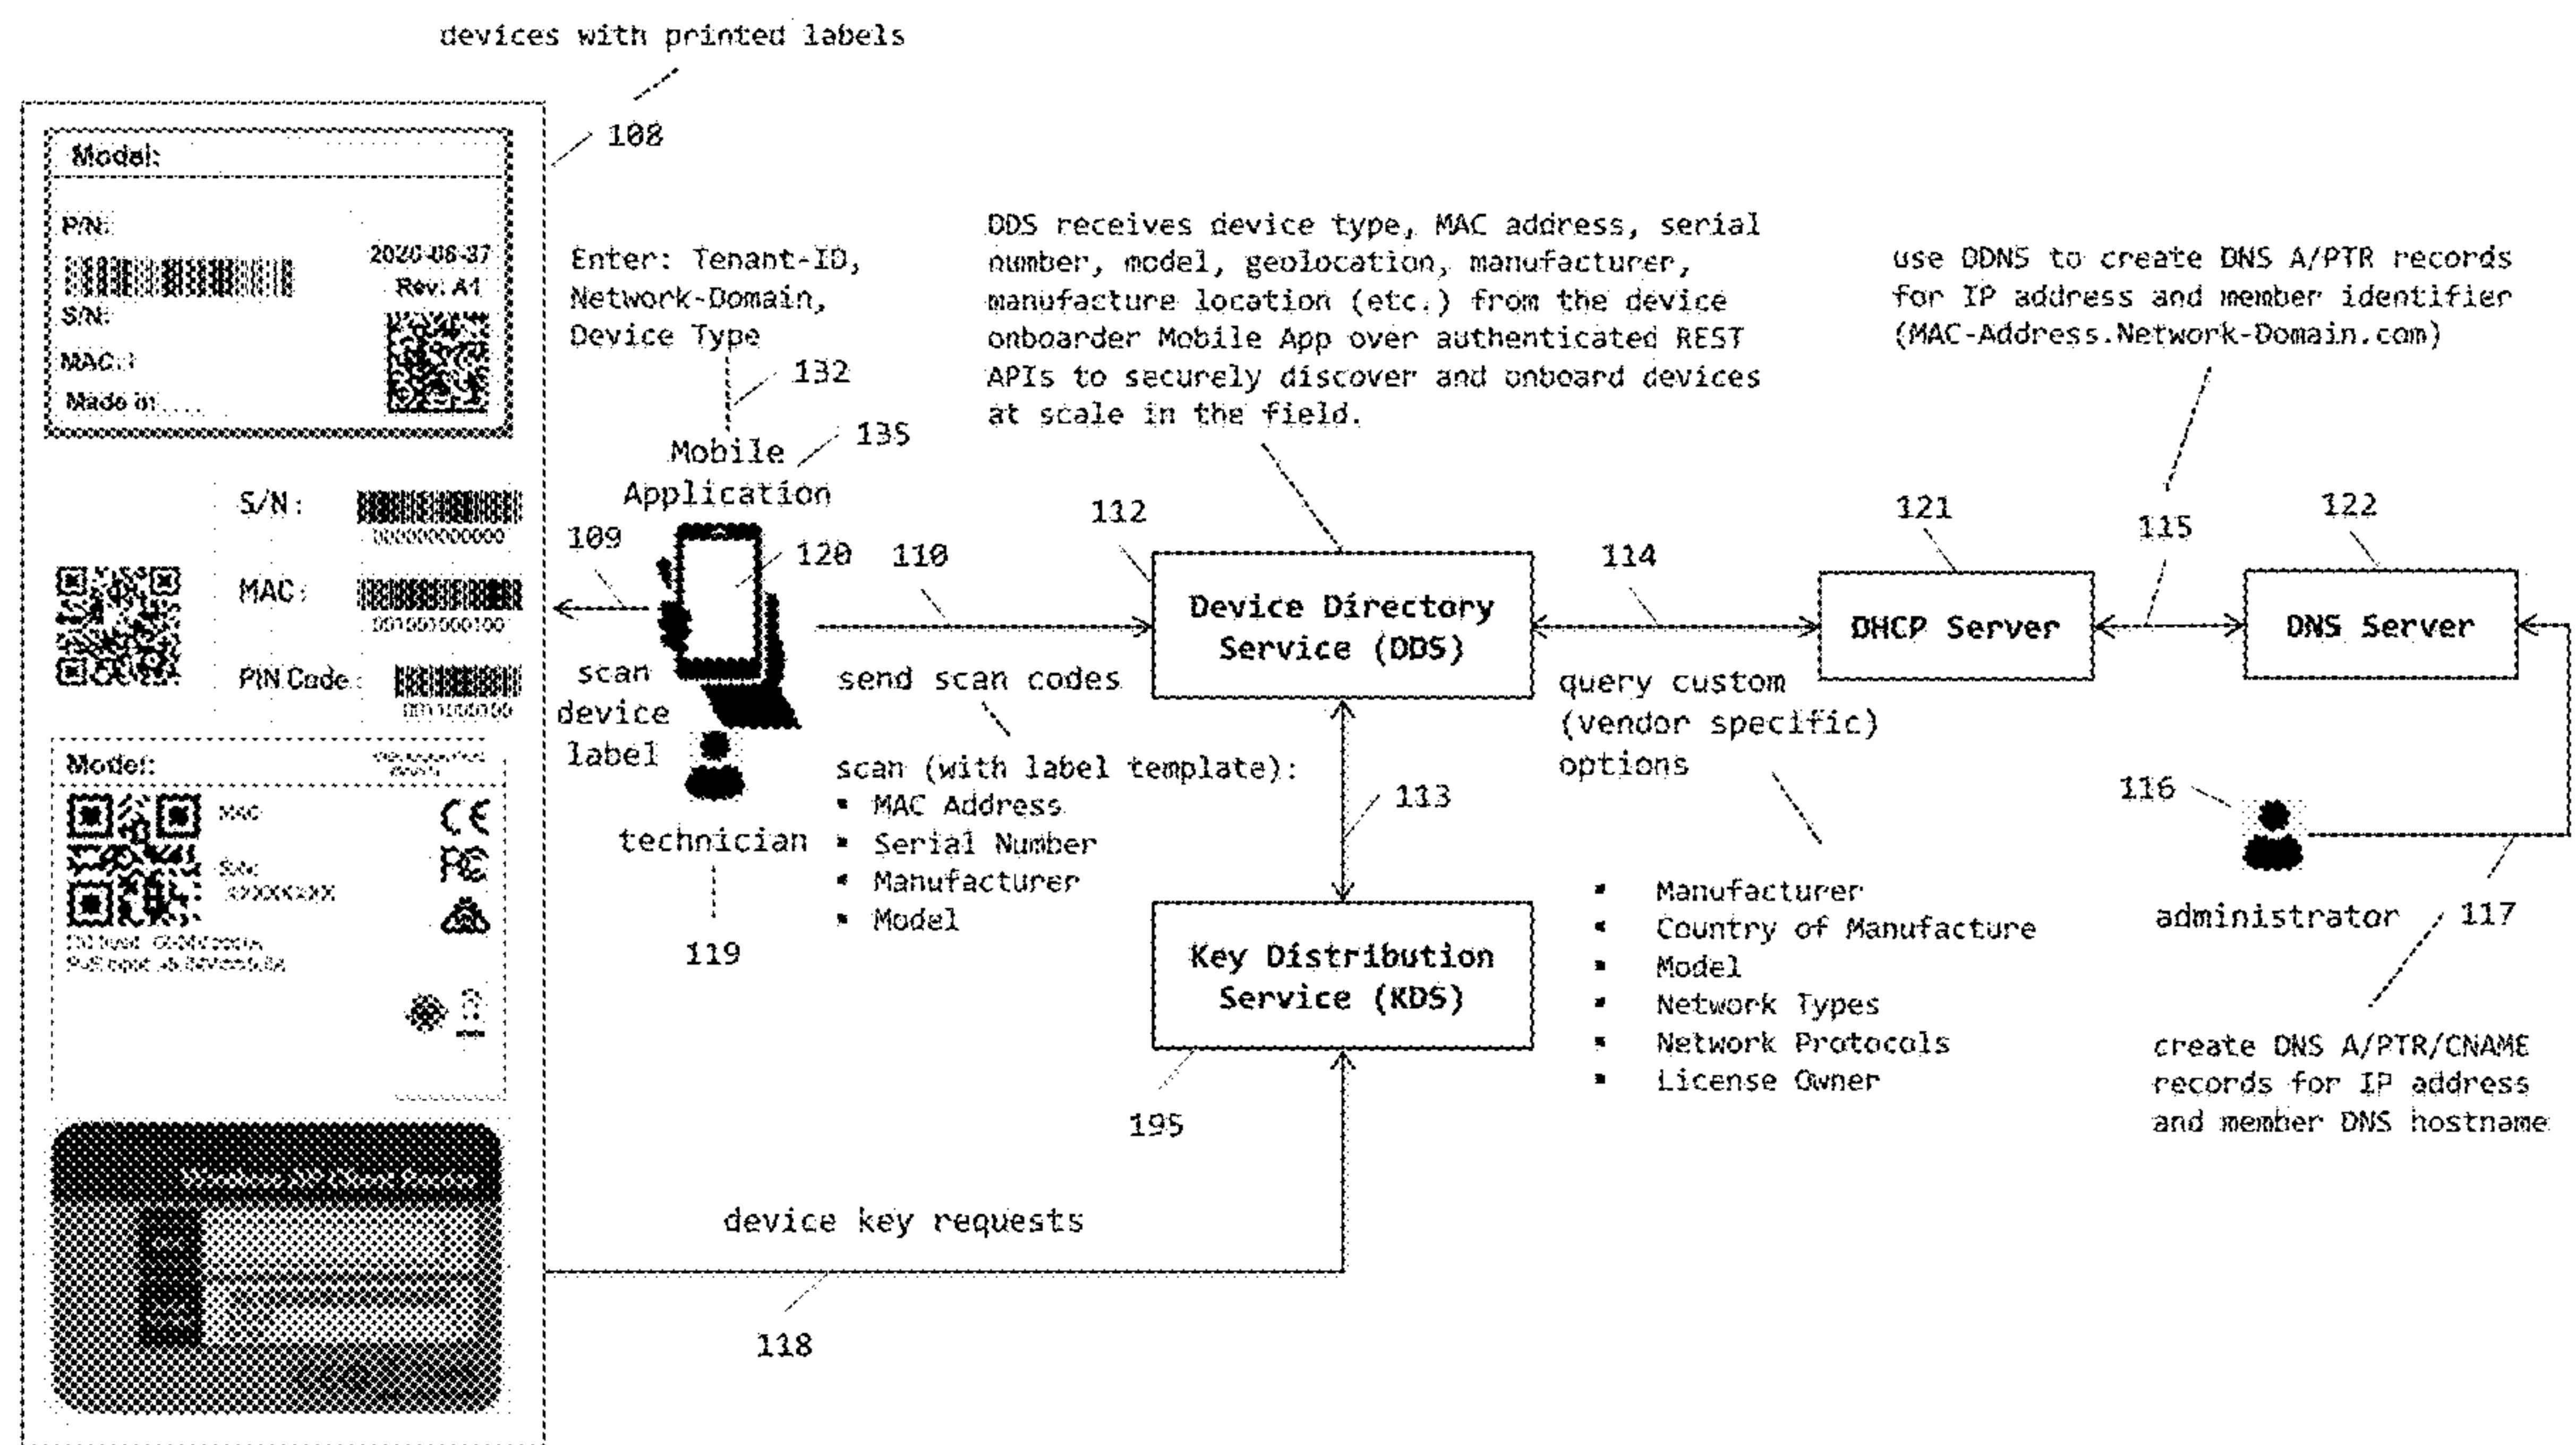 devices with printed labels
108
Model:
P/N:
2020-08-37
Rev. A1
S/N:
MAC:
Made in
S/N:
000000000000
MAC:
001001000100
PIN Code:
Model:
MAC
S/N:
Enter: Tenant-ID,
Network-Domain,
Device Type
132
135
Mobile
Application
109
120
110
scan
device
label
technician
119
send scan codes
scan (with label template):
▪ MAC Address
▪ Serial Number
▪ Manufacturer
▪ Model
DDS receives device type, MAC address, serial
number, model, geolocation, manufacturer,
manufacture location (etc.) from the device
onboarder Mobile App over authenticated REST
APIs to securely discover and onboard devices
at scale in the field.
112
Device Directory
Service (DDS)
113
Key Distribution
Service (KDS)
195
device key requests
118
114
query custom
(vendor specific)
options
▪ Manufacturer
▪ Country of Manufacture
▪ Model
▪ Network Types
▪ Network Protocols
▪ License Owner
121
DHCP Server
use DDNS to create DNS A/PTR records
for IP address and member identifier
(MAC-Address.Network-Domain.com)
115
122
DNS Server
116
administrator
117
create DNS A/PTR/CNAME
records for IP address
and member DNS hostname